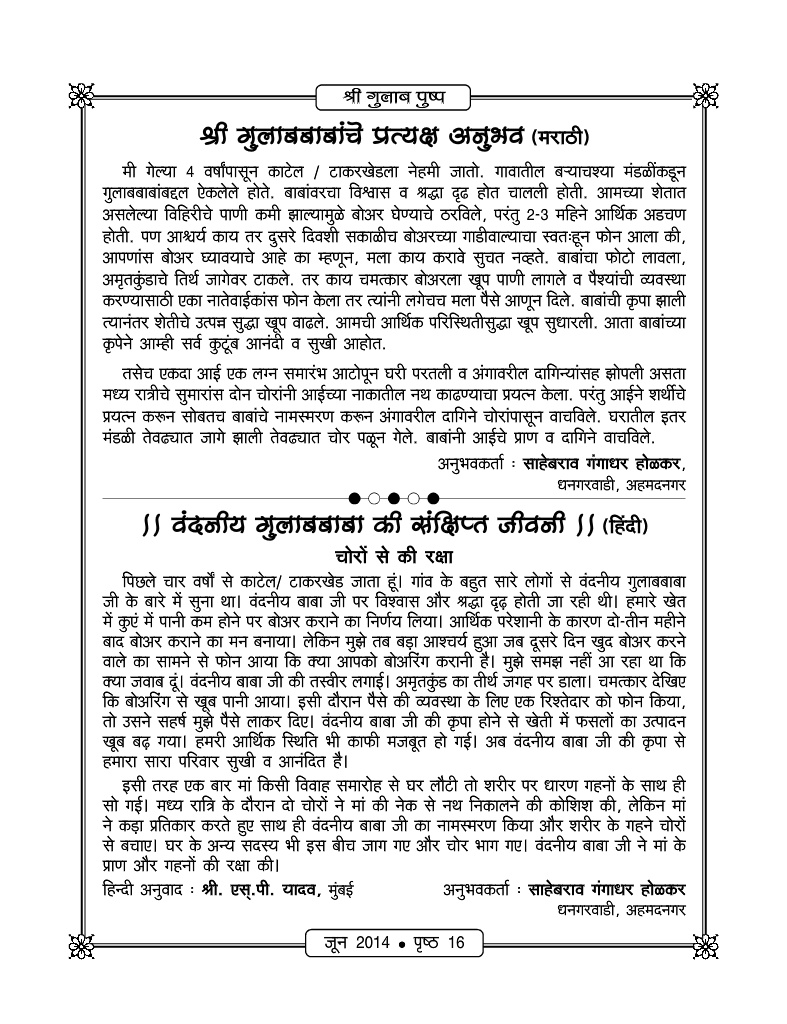 श्री गुलाब पुष्प
श्री गुलाबबाबांचे प्रत्यक्ष अनुभव (मराठी)
मी गेल्या 4 वर्षांपासून काटेल / टाकरखेडला नेहमी जातो. गावातील बऱ्याचश्या मंडळींकडून
गुलाबबाबांबद्दल ऐकलेले होते. बाबांवरचा विश्वास व श्रद्धा दृढ होत चालली होती. आमच्या शेतात
असलेल्या विहिरीचे पाणी कमी झाल्यामुळे बोअर घेण्याचे ठरविले, परंतु 2-3 महिने आर्थिक अडचण
होती. पण आश्चर्य काय तर दुसरे दिवशी सकाळीच बोअरच्या गाडीवाल्याचा स्वतःहून फोन आला की,
आपणांस बोअर घ्यावयाचे आहे का म्हणून, मला काय करावे सुचत नव्हते. बाबांचा फोटो लावला,
अमृतकुंडाचे तिर्थ जागेवर टाकले. तर काय चमत्कार बोअरला खूप पाणी लागले व पैश्यांची व्यवस्था
करण्यासाठी एका नातेवाईकांस फोन केला तर त्यांनी लगेचच मला पैसे आणून दिले. बाबांची कृपा झाली
त्यानंतर शेतीचे उत्पन्न सुद्धा खूप वाढले. आमची आर्थिक परिस्थितीसुद्धा खूप सुधारली. आता बाबांच्या
कृपेने आम्ही सर्व कुटूंब आनंदी व सुखी आहोत.
तसेच एकदा आई एक लग्न समारंभ आटोपून घरी परतली व अंगावरील दागिन्यांसह झोपली असता
मध्य रात्रीचे सुमारांस दोन चोरांनी आईच्या नाकातील नथ काढण्याचा प्रयत्न केला. परंतु आईने शर्थीचे
प्रयत्न करून सोबतच बाबांचे नामस्मरण करून अंगावरील दागिने चोरांपासून वाचविले. घरातील इतर
मंडळी तेवढ्यात जागे झाली तेवढ्यात चोर पळून गेले. बाबांनी आईचे प्राण व दागिने वाचविले.
अनुभवकर्ता : साहेबराव गंगाधर होळकर,
धनगरवाडी, अहमदनगर
।। वंदनीय गुलाबबाबा की संक्षिप्त जीवनी ।। (हिंदी)
चोरों से की रक्षा
पिछले चार वर्षों से काटेल/ टाकरखेड जाता हूं। गांव के बहुत सारे लोगों से वंदनीय गुलाबबाबा
जी के बारे में सुना था। वंदनीय बाबा जी पर विश्वास और श्रद्धा दृढ़ होती जा रही थी। हमारे खेत
में कुएं में पानी कम होने पर बोअर कराने का निर्णय लिया। आर्थिक परेशानी के कारण दो-तीन महीने
बाद बोअर कराने का मन बनाया। लेकिन मुझे तब बड़ा आश्चर्य हुआ जब दूसरे दिन खुद बोअर करने
वाले का सामने से फोन आया कि क्या आपको बोअरिंग करानी है। मुझे समझ नहीं आ रहा था कि
क्या जवाब दूं। वंदनीय बाबा जी की तस्वीर लगाई। अमृतकुंड का तीर्थ जगह पर डाला। चमत्कार देखिए
कि बोअरिंग से खूब पानी आया। इसी दौरान पैसे की व्यवस्था के लिए एक रिश्तेदार को फोन किया,
तो उसने सहर्ष मुझे पैसे लाकर दिए। वंदनीय बाबा जी की कृपा होने से खेती में फसलों का उत्पादन
खूब बढ़ गया। हमरी आर्थिक स्थिति भी काफी मजबूत हो गई। अब वंदनीय बाबा जी की कृपा से
हमारा सारा परिवार सुखी व आनंदित है।
इसी तरह एक बार मां किसी विवाह समारोह से घर लौटी तो शरीर पर धारण गहनों के साथ ही
सो गई। मध्य रात्रि के दौरान दो चोरों ने मां की नेक से नथ निकालने की कोशिश की, लेकिन मां
ने कड़ा प्रतिकार करते हुए साथ ही वंदनीय बाबा जी का नामस्मरण किया और शरीर के गहने चोरों
से बचाए। घर के अन्य सदस्य भी इस बीच जाग गए और चोर भाग गए। वंदनीय बाबा जी ने मां के
प्राण और गहनों की रक्षा की।
हिन्दी अनुवाद : श्री. एस्.पी. यादव, मुंबई अनुभवकर्ता : साहेबराव गंगाधर होळकर
धनगरवाडी, अहमदनगर
जून 2014 ● पृष्ठ 16